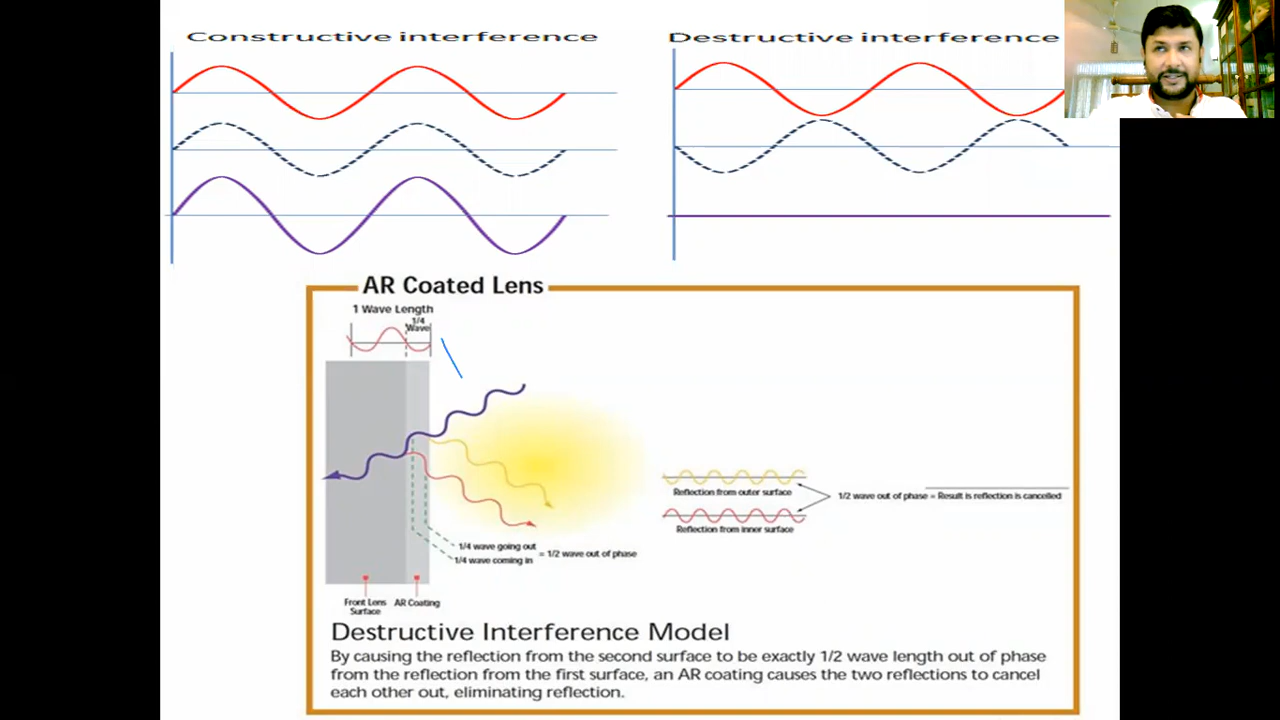 Constructive interference
Destructive interference
AR Coated Lens
1 Wave Length
1/4
Wave
Reflection from outer surface
1/2 wave out of phase = Result is reflection is cancelled
Reflection from inner surface
1/4 wave going out
1/4 wave coming in
= 1/2 wave out of phase
Front Lens
Surface
AR Coating
Destructive Interference Model
By causing the reflection from the second surface to be exactly 1/2 wave length out of phase
from the reflection from the first surface, an AR coating causes the two reflections to cancel
each other out, eliminating reflection.